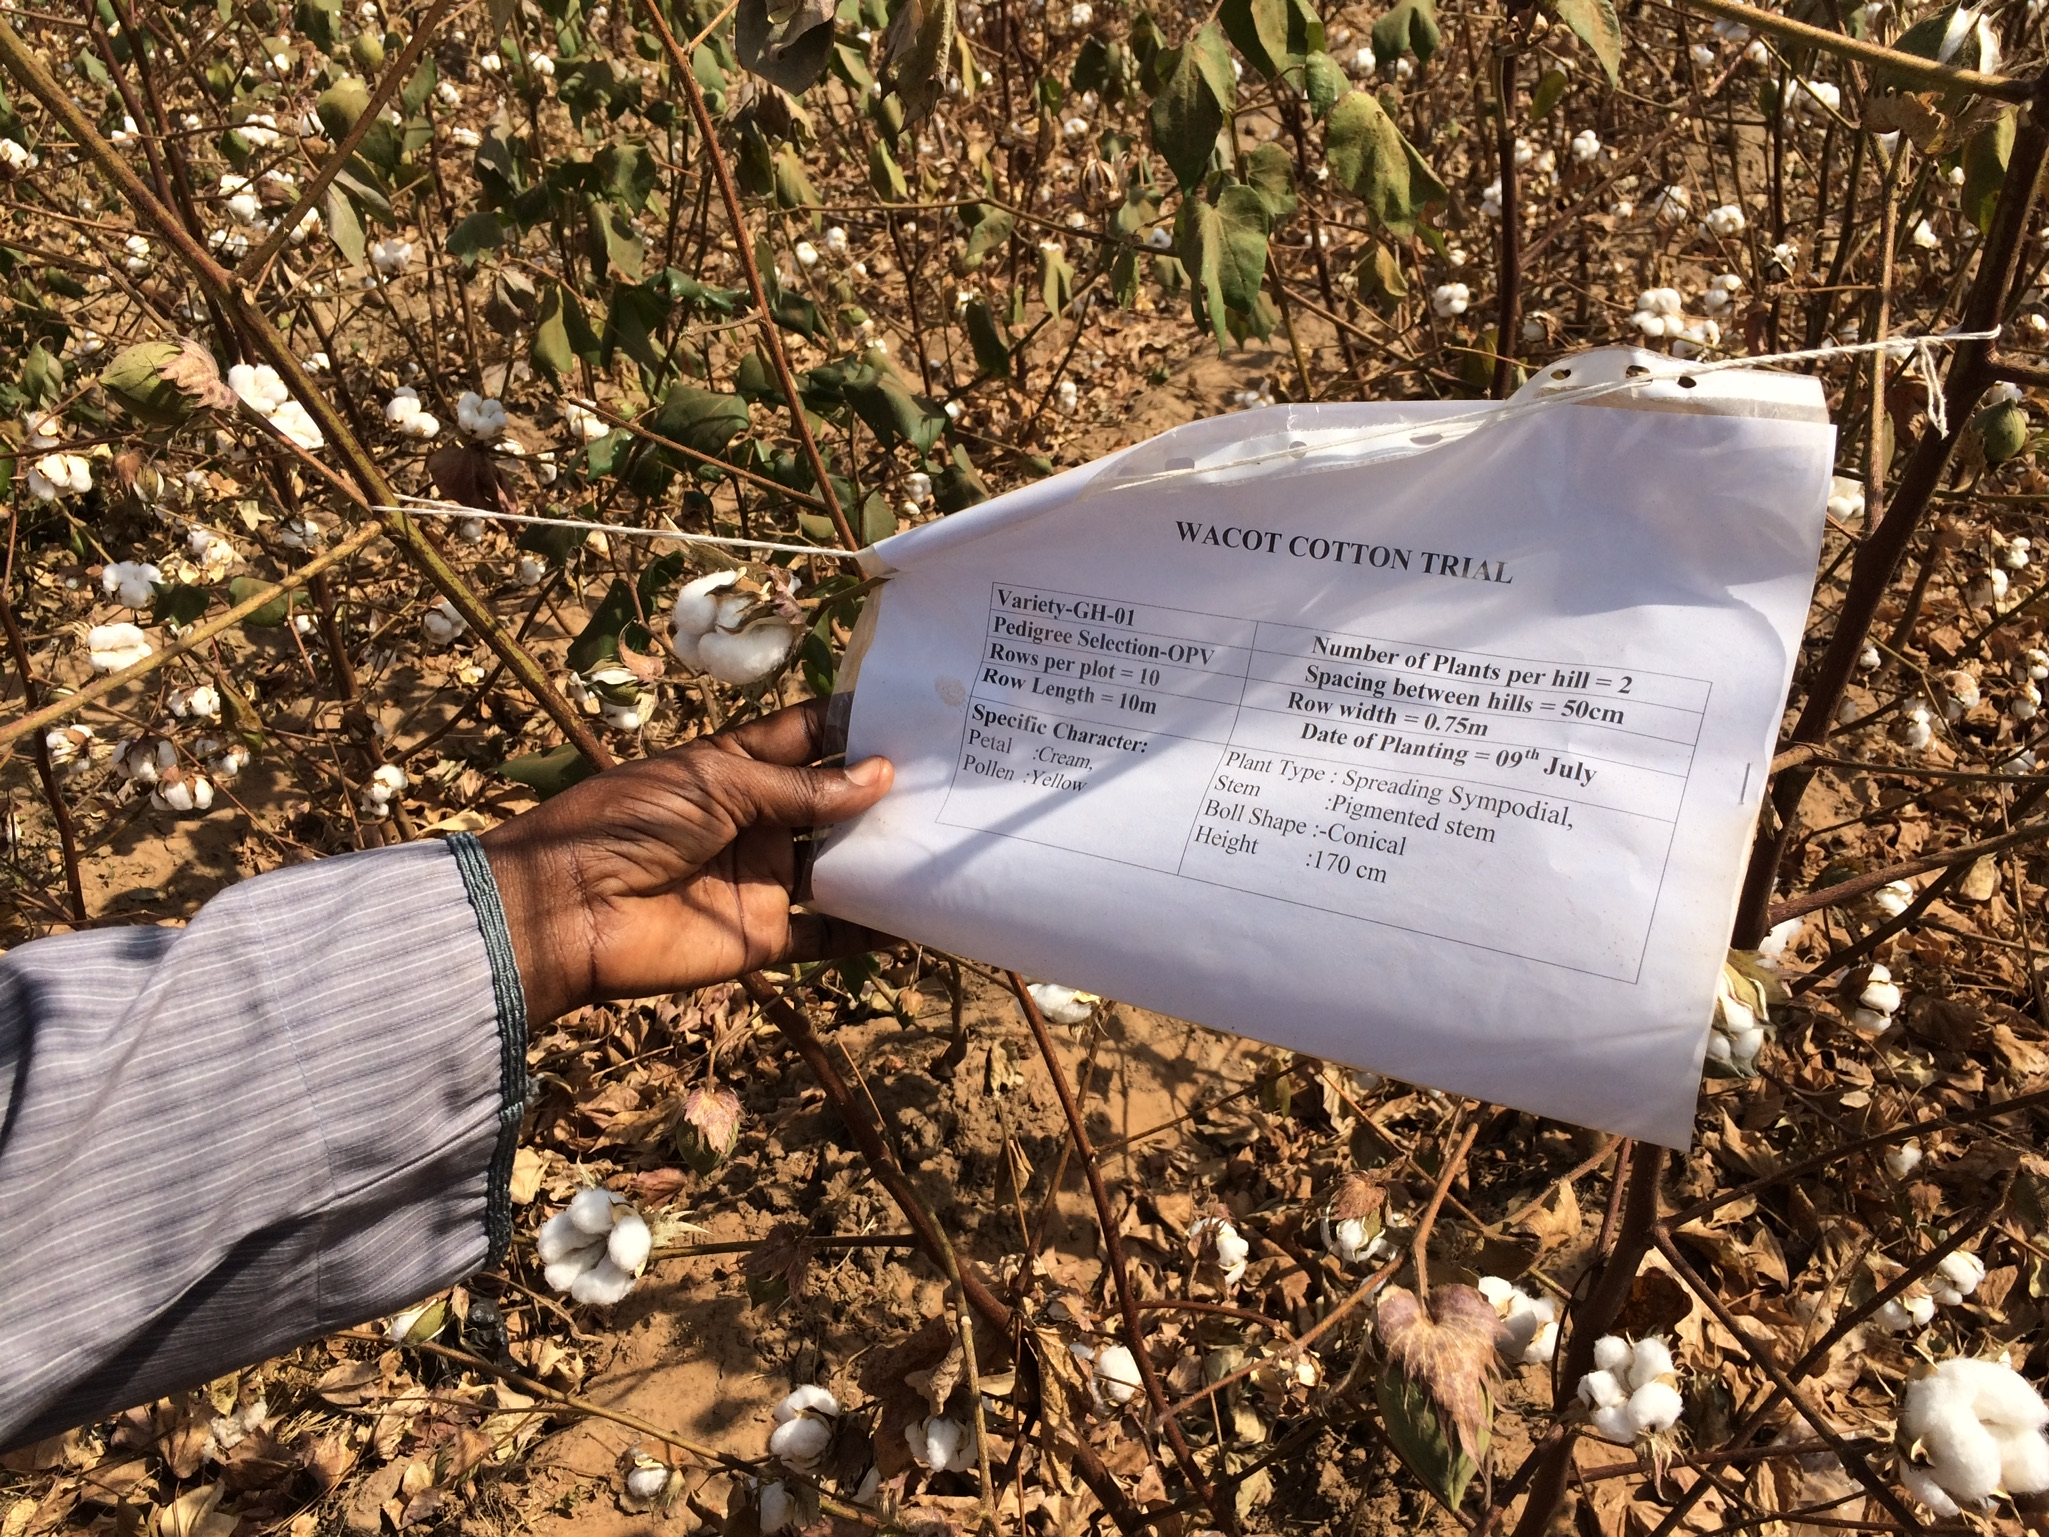 WACOT COTTON TRIAL
Variety-GH-01
Pedigree Selection-OPV
Rows per plot = 10
Row Length = 10m
Number of Plants per hill = 2
Spacing between hills = 50cm
Row width = 0.75m
Date of Planting = 09th July
Specific Character:
Petal :Cream,
Pollen :Yellow
Plant Type : Spreading Sympodial,
Stem :Pigmented stem
Boll Shape :-Conical
Height :170 cm